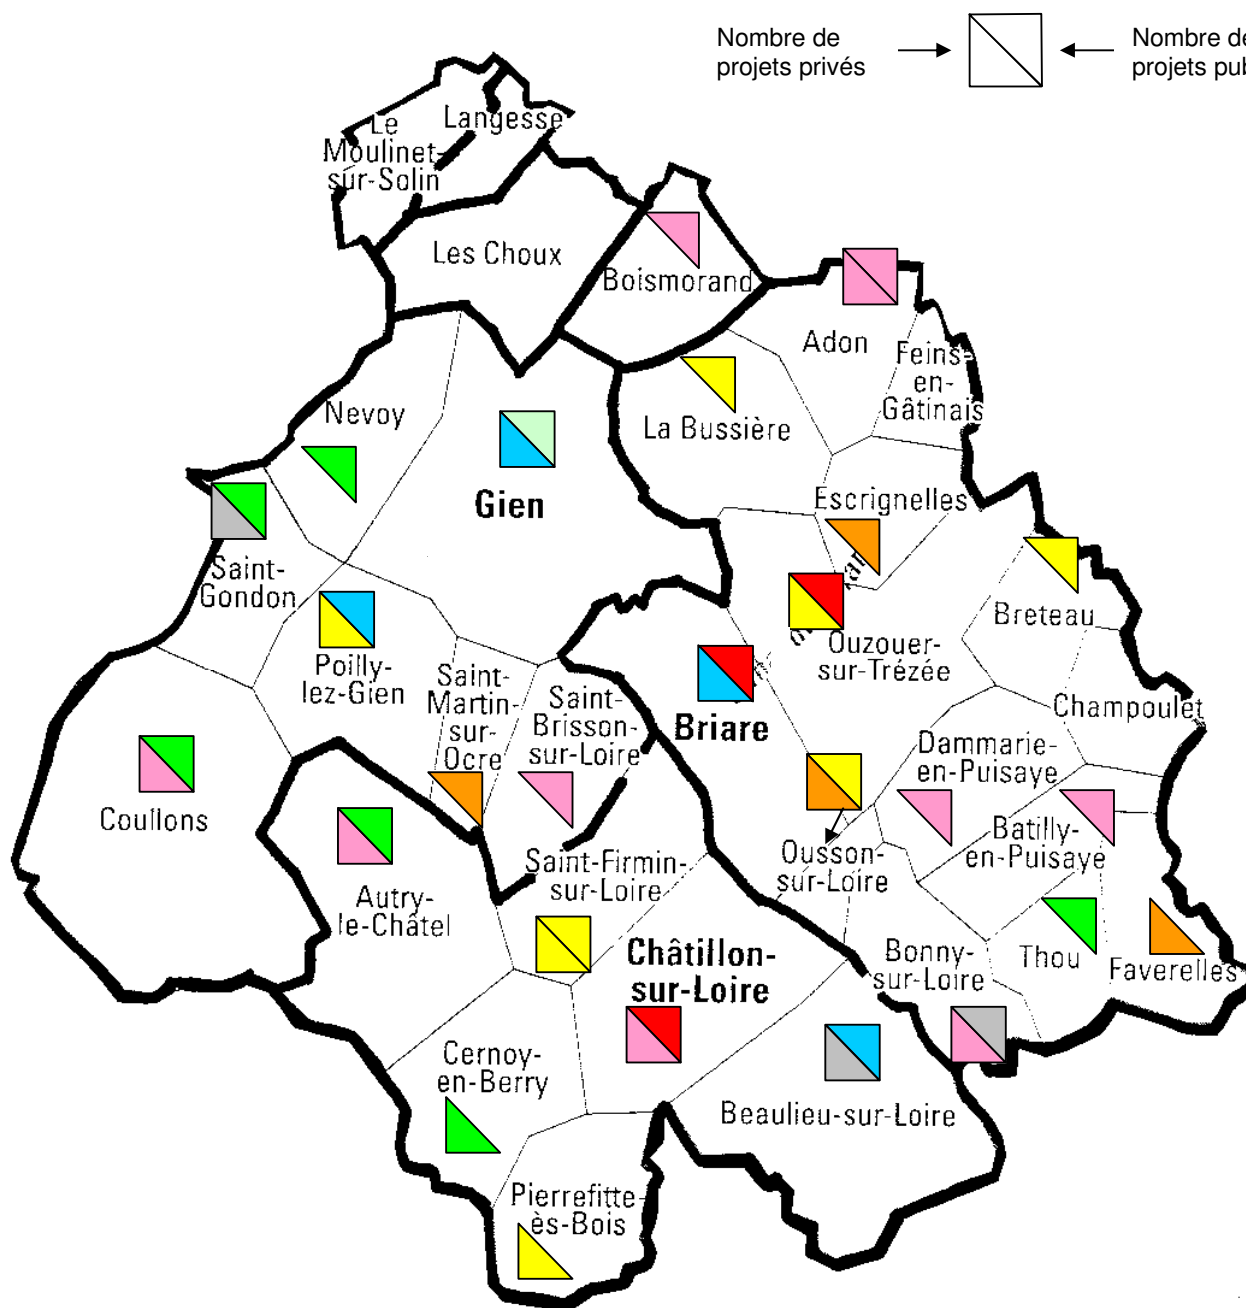 Nombre de
projets privés
Nombre de
projets pub
Langesse
Le
Moulinet-
sur-Solin
Les Choux
Boismorand
Adon
Feins-
en-
Gâtinais
Nevoy
La Bussière
Gien
Escrignelles
Saint-
Gondon
Breteau
Ouzouer-
sur-Trézée
Poilly-
lez-Gien
Saint-
Martin-
sur-
Ocre
Saint-
Brisson-
sur-Loire
Briare
Champoulet
Dammarie-
en-Puisaye
Coullons
Batilly-
en-Puisaye
Ousson-
sur-Loire
Saint-Firmin-
sur-Loire
Autry-
le-Châtel
Châtillon-
sur-Loire
Bonny-
sur-Loire
Thou
Faverelles
Cernoy-
en-Berry
Beaulieu-sur-Loire
Pierrefitte-
ès-Bois